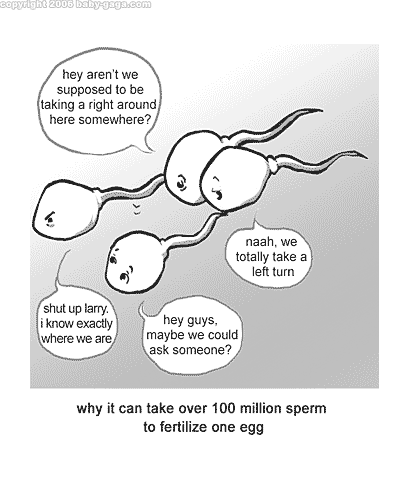 copyright 2006 baby-gaga.com
hey aren't we
supposed to be
taking a right around
here somewhere?
naah, we
totally take a
left turn
shut up larry.
i know exactly
where we are
hey guys,
maybe we could
ask someone?
why it can take over 100 million sperm
to fertilize one egg